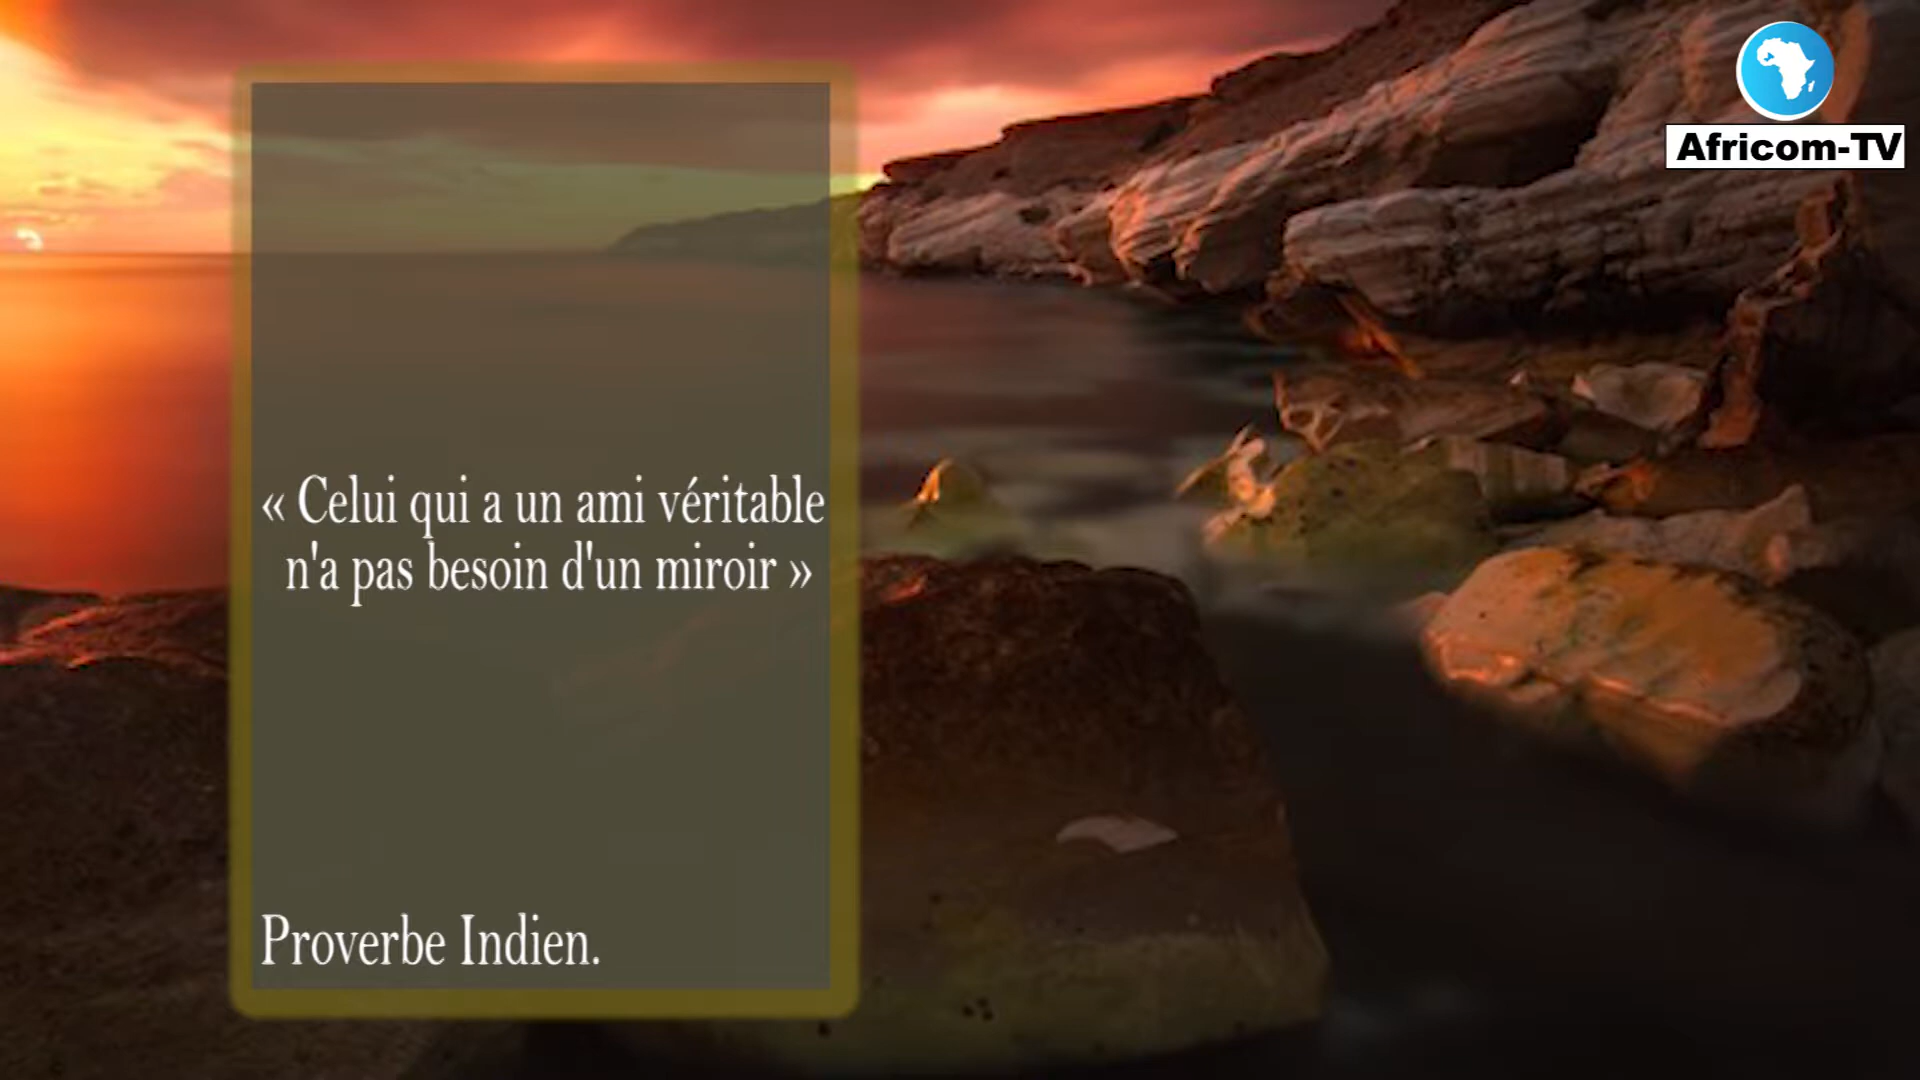 Africom-TV
« Celui qui a un ami véritable
n'a pas besoin d'un miroir »
Proverbe Indien.